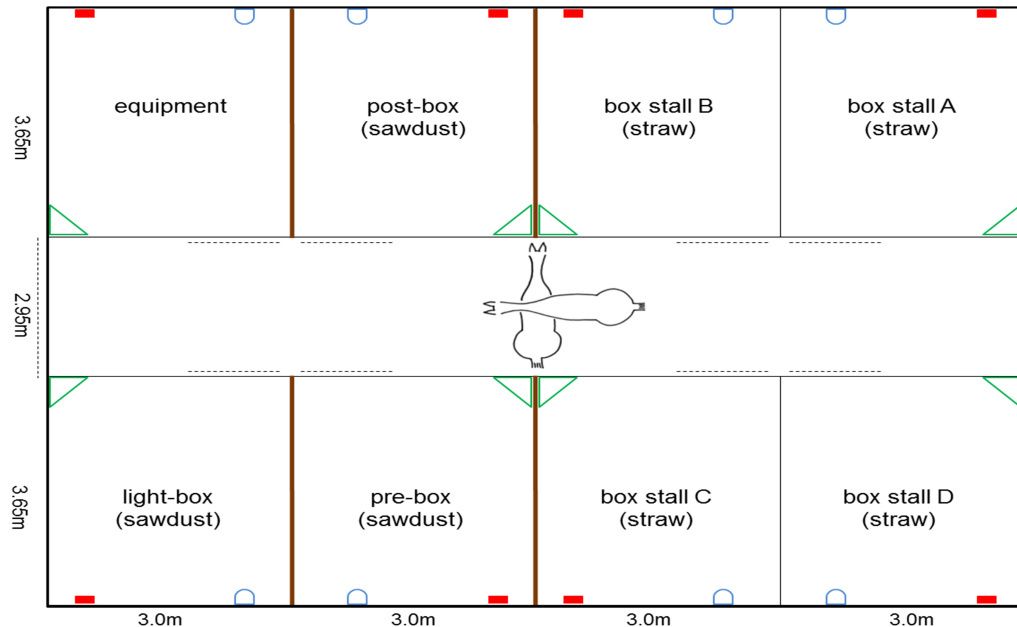 equipment
post-box
(sawdust)
box stall B
(straw)
box stall A
(straw)
3.65m
2.95m
light-box
(sawdust)
pre-box
(sawdust)
box stall C
(straw)
box stall D
(straw)
3.65m
3.0m
3.0m
3.0m
3.0m